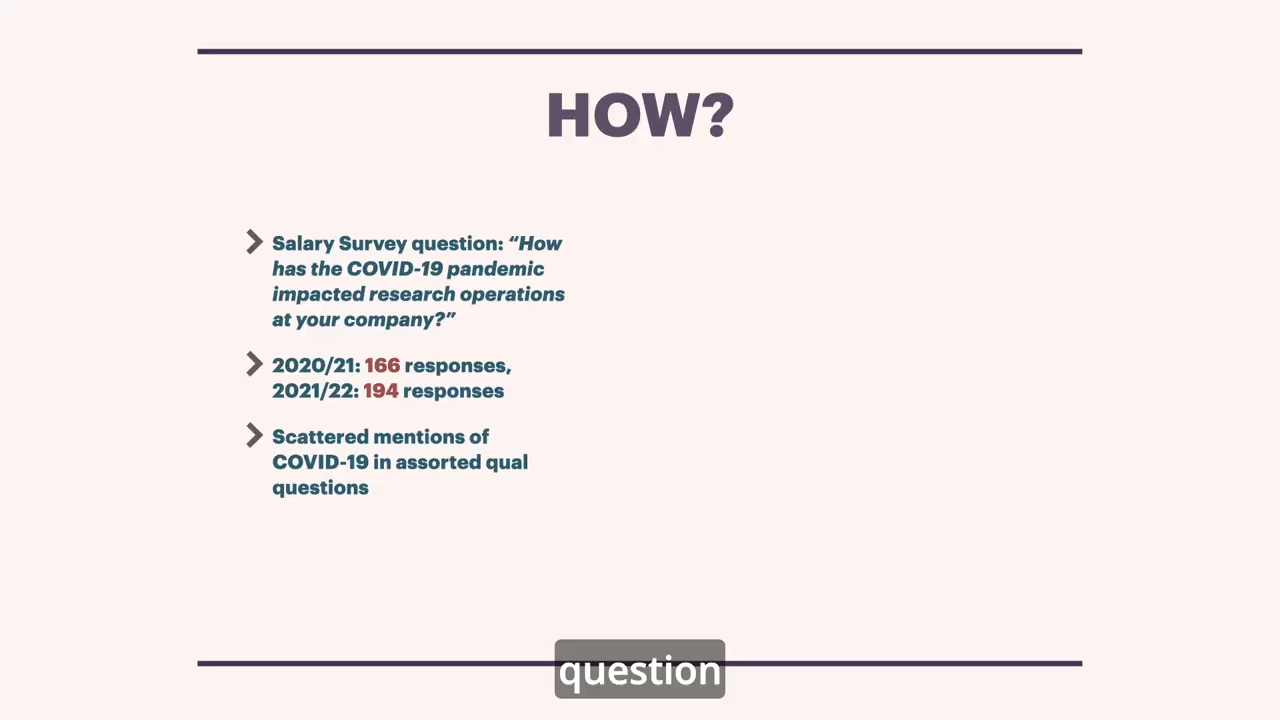 HOW?
Salary Survey question: “How
has the COVID-19 pandemic
impacted research operations
at your company?”
2020/21: 166 responses,
2021/22: 194 responses
Scattered mentions of
COVID-19 in assorted qual
questions
question